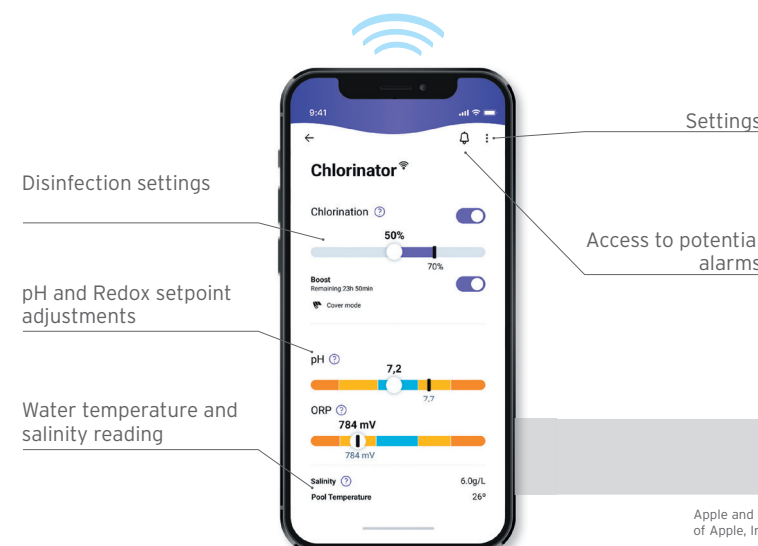 9:41
Settings
Chlorinator
Disinfection settings
Chlorination ?
50%
70%
Access to potential
alarms
Boost
Remaining 23h 50min
Cover mode
pH and Redox setpoint
adjustments
pH ?
7,2
7,7
ORP ?
784 mV
784 mV
Water temperature and
salinity reading
Salinity ? 6.0g/L
Pool Temperature 26º
Apple and
of Apple, In